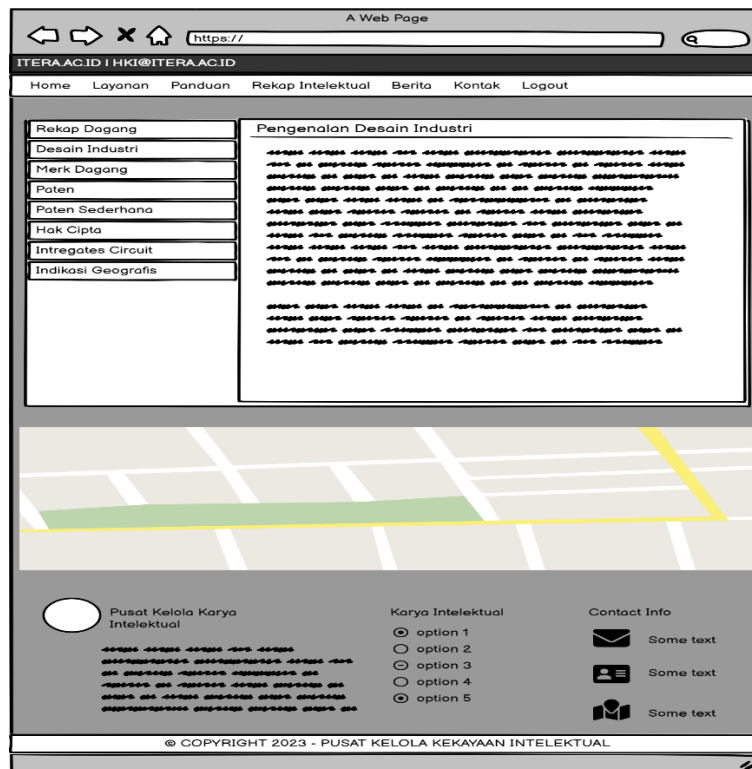 A Web Page
https://
ITERA.AC.ID I HKI@ITERA.AC.ID
Home Layanan Panduan Rekap Intelektual Berita Kontak Logout
Rekap Dagang
Desain Industri
Merk Dagang
Paten
Paten Sederhana
Hak Cipta
Intregates Circuit
Indikasi Geografis
Pengenalan Desain Industri
Pusat Kelola Karya
Intelektual
Karya Intelektual
option 1
option 2
option 3
option 4
option 5
Contact Info
Some text
Some text
Some text
© COPYRIGHT 2023 - PUSAT KELOLA KEKAYAAN INTELEKTUAL